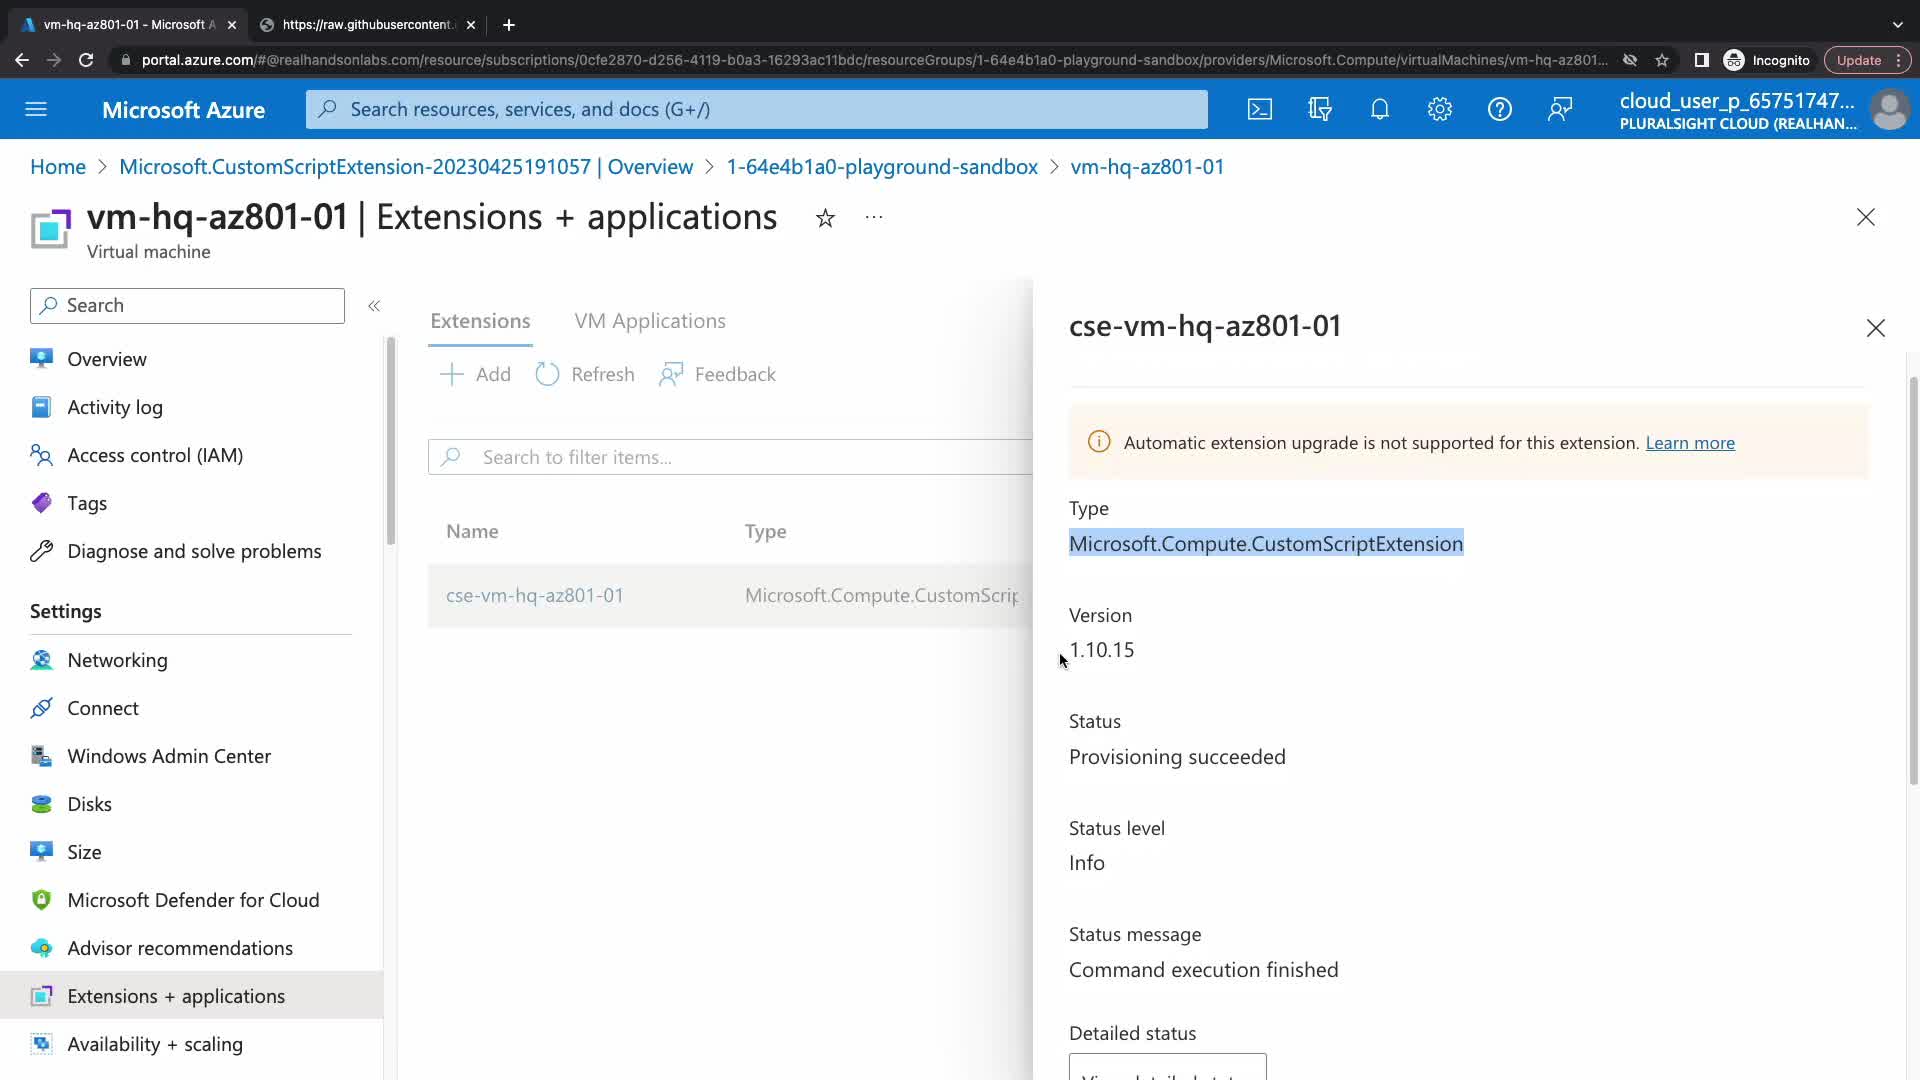 vm-hq-az801-01 - Microsoft A
https://raw.githubusercontent.
portal.azure.com/#@realhandsonlabs.com/resource/subscriptions/0cfe2870-d256-4119-b0a3-16293ac11bdc/resourceGroups/1-64e4b1a0-playground-sandbox/providers/Microsoft.Compute/virtualMachines/vm-hq-az801...
Incognito
Update
Microsoft Azure
Search resources, services, and docs (G+/)
cloud_user_p_65751747...
PLURALSIGHT CLOUD (REALHAN...
Home > Microsoft.CustomScriptExtension-20230425191057 | Overview > 1-64e4b1a0-playground-sandbox > vm-hq-az801-01
vm-hq-az801-01 | Extensions + applications
Virtual machine
Search
Overview
Activity log
Access control (IAM)
Tags
Diagnose and solve problems
Settings
Networking
Connect
Windows Admin Center
Disks
Size
Microsoft Defender for Cloud
Advisor recommendations
Extensions + applications
Availability + scaling
Extensions
VM Applications
Add
Refresh
Feedback
Search to filter items...
Name
Type
cse-vm-hq-az801-01
Microsoft.Compute.CustomScrip
cse-vm-hq-az801-01
Automatic extension upgrade is not supported for this extension. Learn more
Type
Microsoft.Compute.CustomScriptExtension
Version
1.10.15
Status
Provisioning succeeded
Status level
Info
Status message
Command execution finished
Detailed status